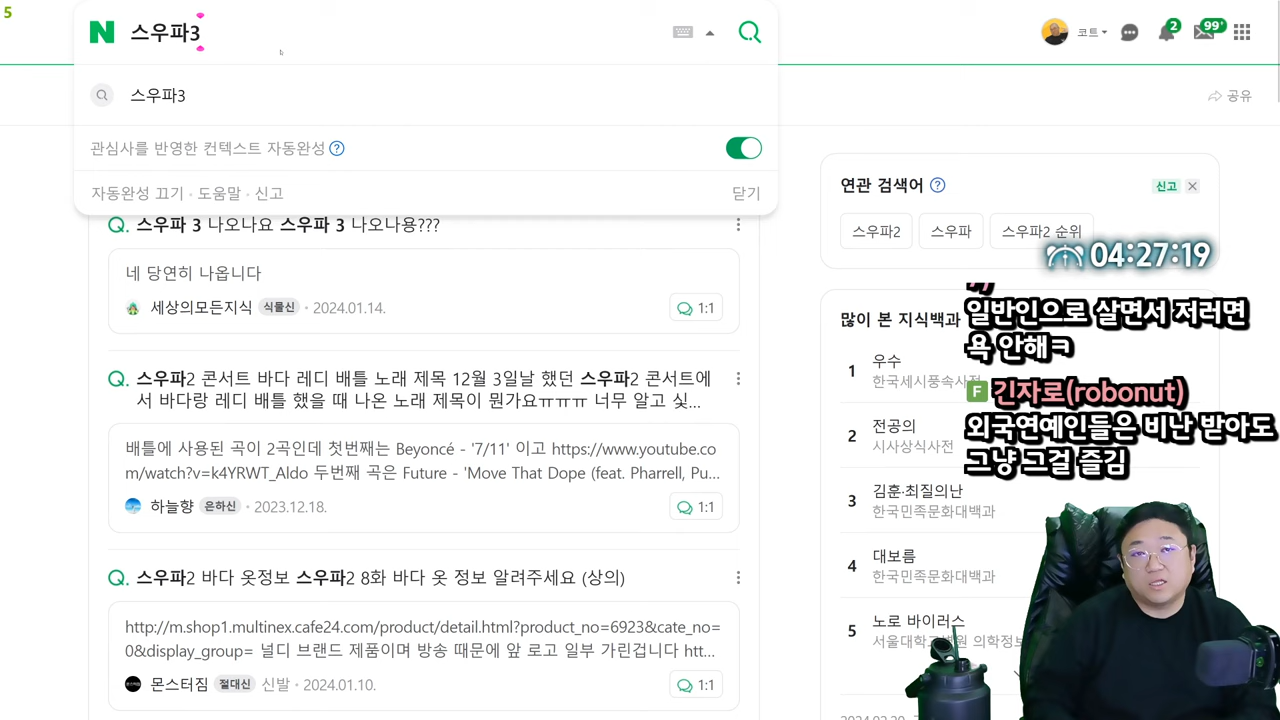 5
N 스우파3
코트
2
99+
스우파3
공유
관심사를 반영한 컨텍스트 자동완성 ?
자동완성 끄기 · 도움말 · 신고
닫기
Q. 스우파 3 나오나요 스우파 3 나오나용???
네 당연히 나옵니다
세상의모든지식 식물신 · 2024.01.14.
1:1
Q. 스우파2 콘서트 바다 레디 배틀 노래 제목 12월 3일날 했던 스우파2 콘서트에
서 바다랑 레디 배틀 했을 때 나온 노래 제목이 뭔가요ㅠㅠㅠ 너무 알고 싶...
배틀에 사용된 곡이 2곡인데 첫번째는 Beyoncé - '7/11' 이고 https://www.youtube.co
m/watch?v=k4YRWT_Aldo 두번째 곡은 Future - 'Move That Dope (feat. Pharrell, Pu...
하늘향 은하신 · 2023.12.18.
1:1
Q. 스우파2 바다 옷정보 스우파2 8화 바다 옷 정보 알려주세요 (상의)
http://m.shop1.multinex.cafe24.com/product/detail.html?product_no=6923&cate_no=
0&display_group= 널디 브랜드 제품이며 방송 때문에 앞 로고 일부 가린겁니다 htt...
몬스터짐 절대신 신발 · 2024.01.10.
1:1
연관 검색어 ?
신고
스우파2
스우파
스우파2 순위
04:27:19
많이 본 지식백과
1 우수
한국세시풍속사전
2 전공의
시사상식사전
3 김훈·최질의난
한국민족문화대백과
4 대보름
한국민족문화대백과
5 노로 바이러스
서울대학교병원 의학정보
일반인으로 살면서 저러면
욕 안해ㅋ
F 긴자로(robonut)
외국연예인들은 비난 받아도
그냥 그걸 즐김